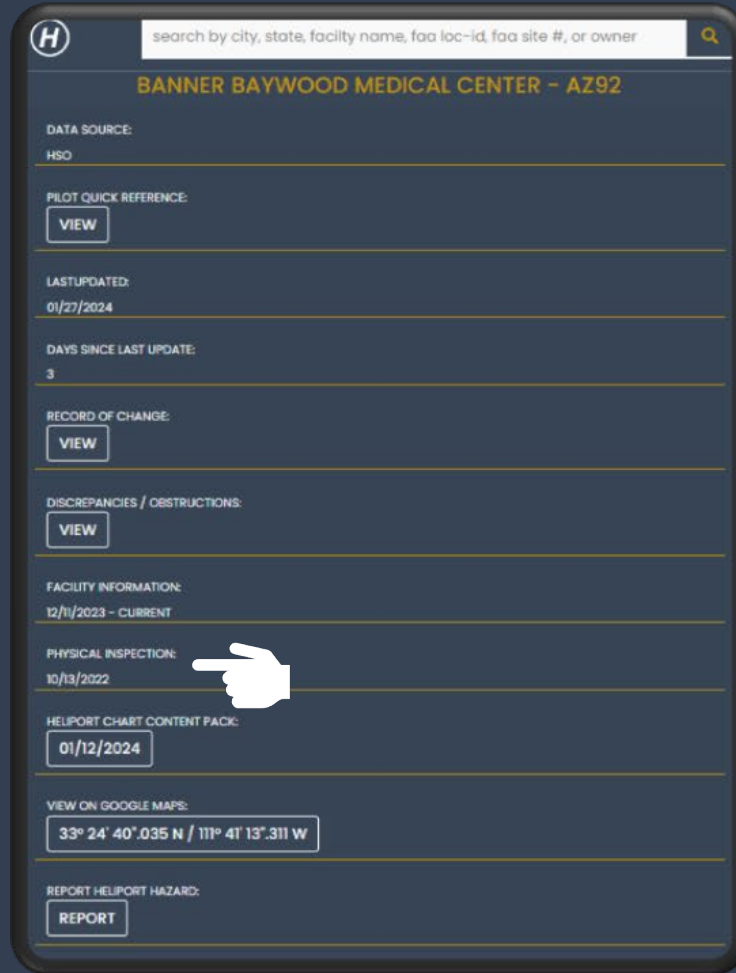 H
search by city, state, facilty name, faa loc-id, faa site #, or owner
BANNER BAYWOOD MEDICAL CENTER - AZ92
DATA SOURCE:
HSO
PILOT QUICK REFERENCE:
VIEW
LASTUPDATED:
01/27/2024
DAYS SINCE LAST UPDATE:
3
RECORD OF CHANGE:
VIEW
DISCREPANCIES / OBSTRUCTIONS:
VIEW
FACILITY INFORMATION:
12/11/2023 - CURRENT
PHYSICAL INSPECTION:
10/13/2022
HELIPORT CHART CONTENT PACK:
01/12/2024
VIEW ON GOOGLE MAPS:
33º 24' 40".035 N / 111º 41' 13".311 W
REPORT HELIPORT HAZARD:
REPORT